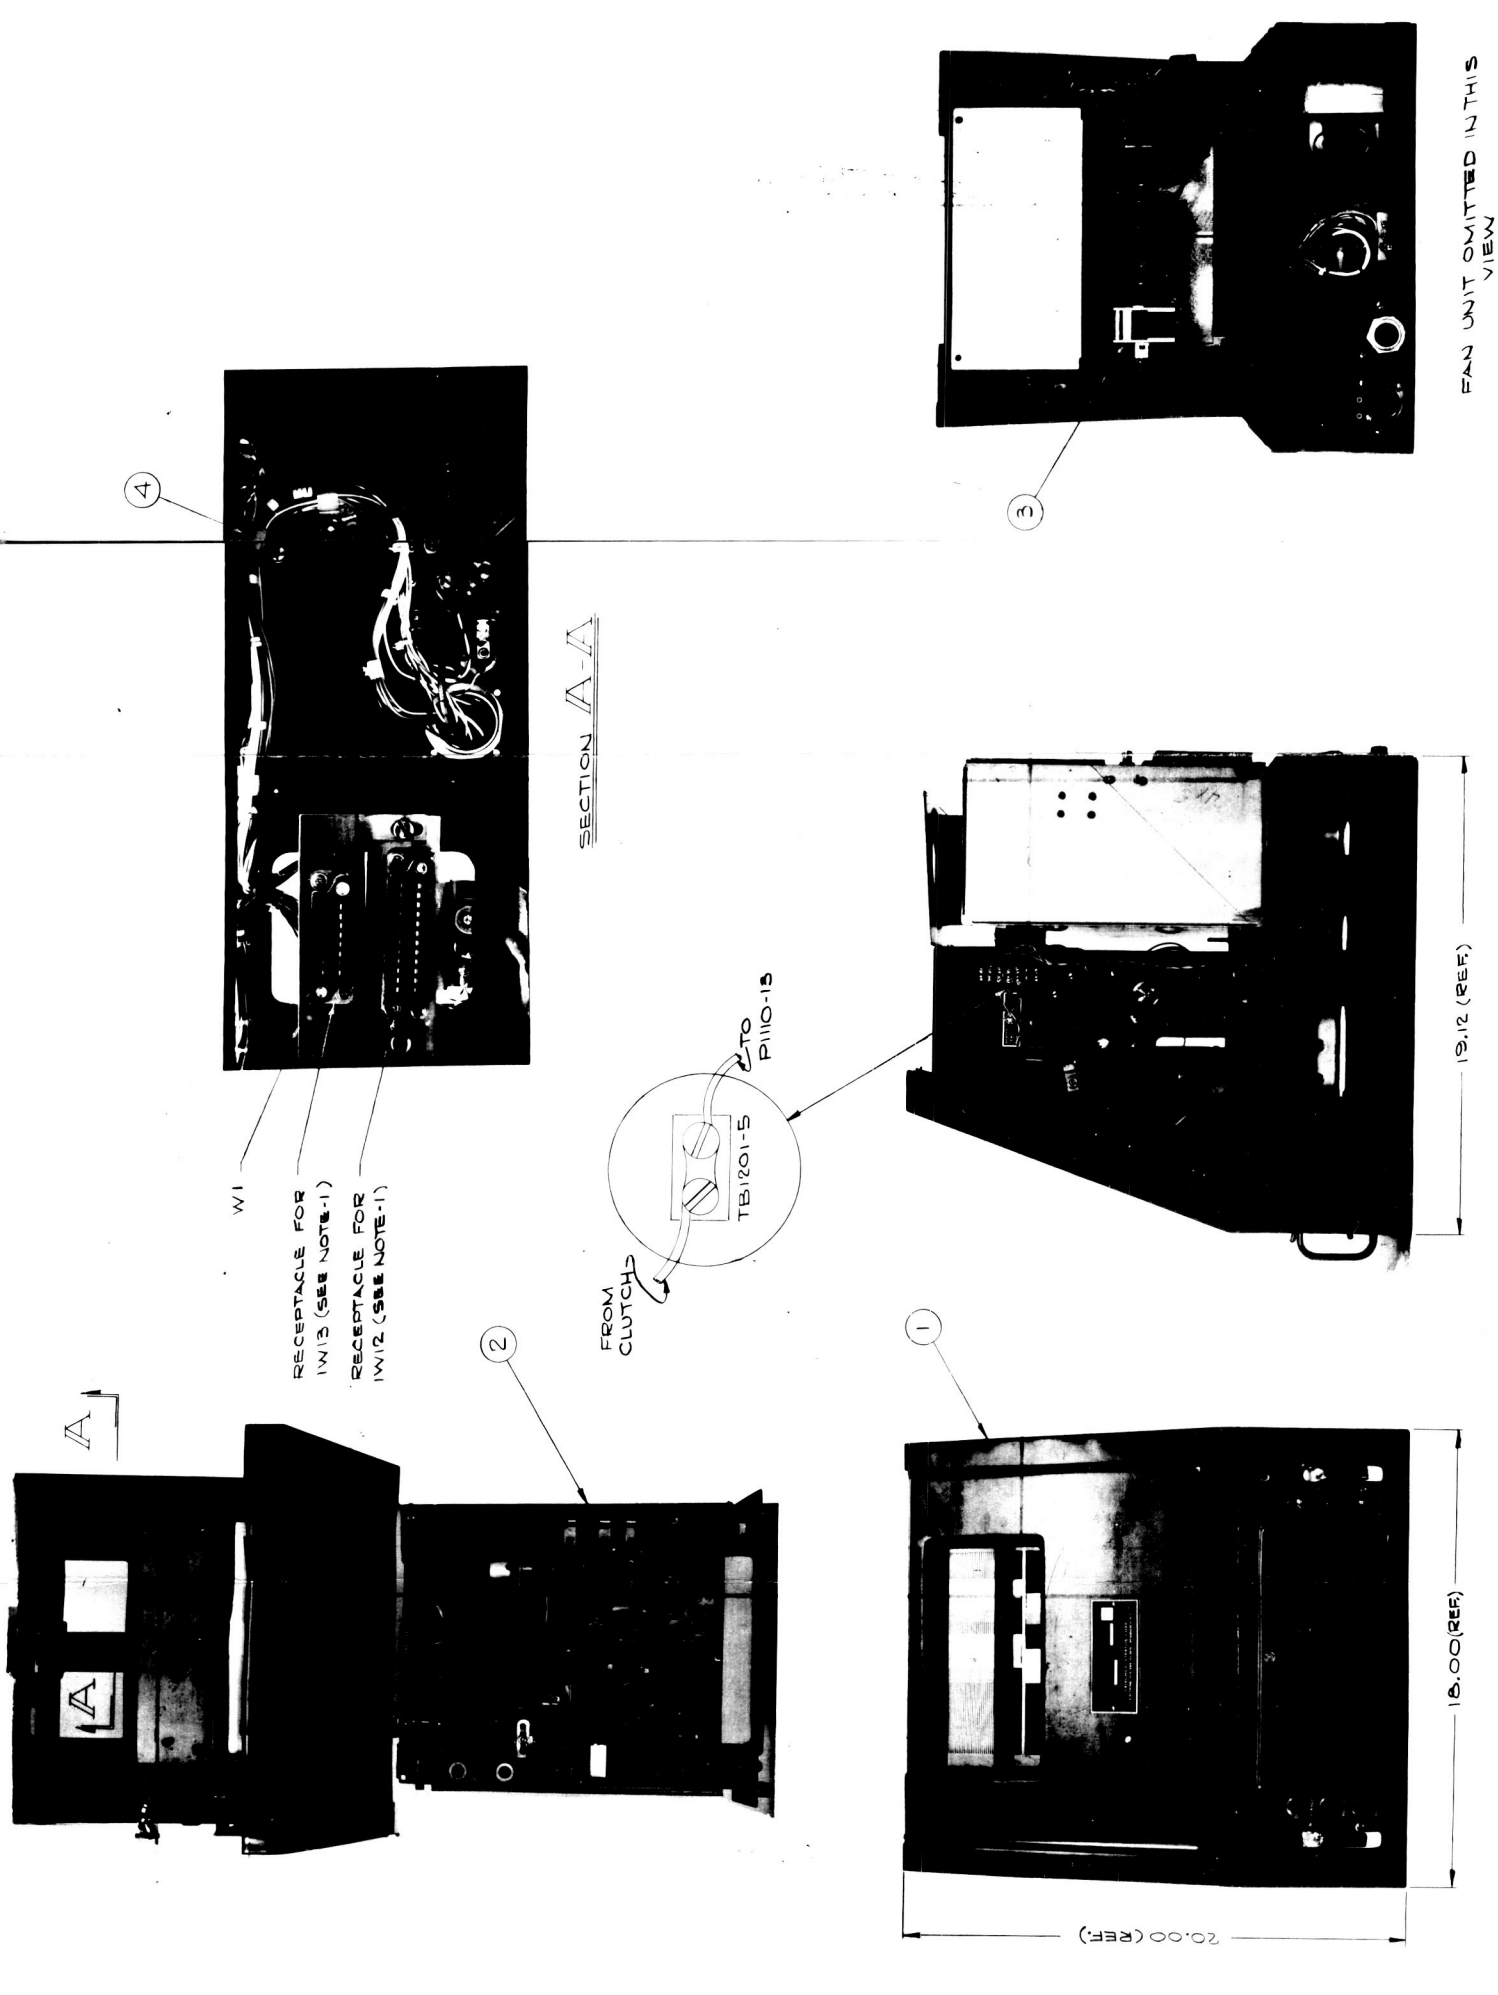 A
A
2
W1
RECEPTACLE FOR
1W13 (SEE NOTE-1)
RECEPTACLE FOR
1W12 (SEE NOTE-1)
4
SECTION A-A
FROM
CLUTCH
TB1201-5
TO
P1110-13
1
20.00 (REF.)
18.00 (REF.)
19.12 (REF.)
3
FAN UNIT OMITTED IN THIS
VIEW